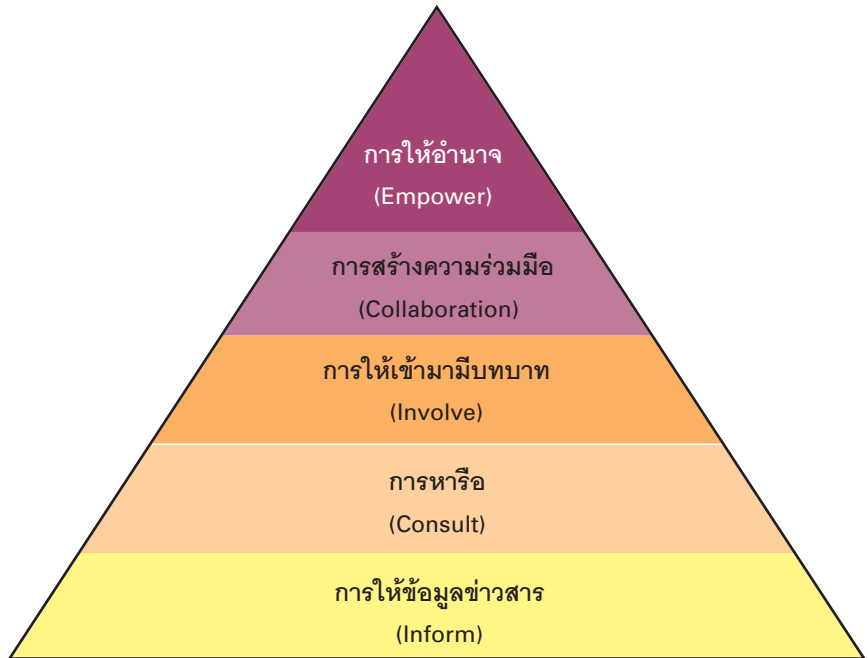 การให้อำนาจ
(Empower)
การสร้างความร่วมมือ
(Collaboration)
การให้เข้ามามีบทบาท
(Involve)
การหารือ
(Consult)
การให้ข้อมูลข่าวสาร
(Inform)